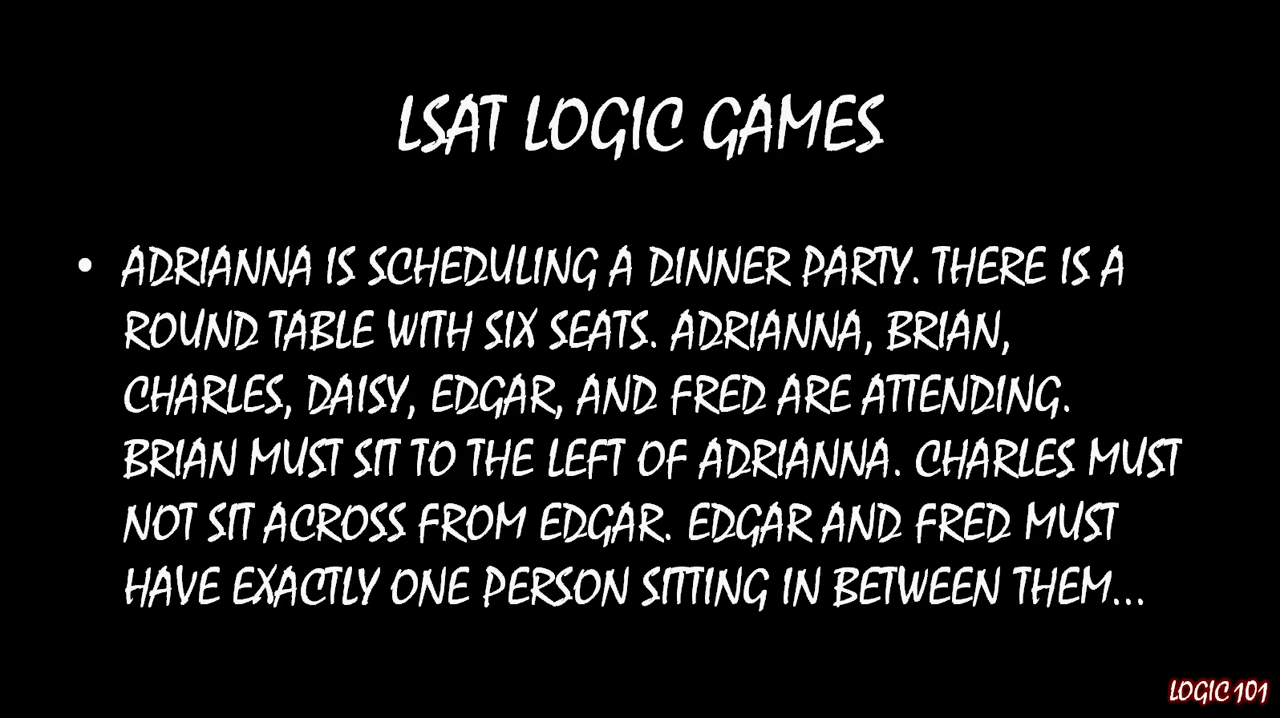 LSAT LOGIC GAMES
• ADRIANNA IS SCHEDULING A DINNER PARTY. THERE IS A
ROUND TABLE WITH SIX SEATS. ADRIANNA, BRIAN,
CHARLES, DAISY, EDGAR, AND FRED ARE ATTENDING.
BRIAN MUST SIT TO THE LEFT OF ADRIANNA. CHARLES MUST
NOT SIT ACROSS FROM EDGAR. EDGAR AND FRED MUST
HAVE EXACTLY ONE PERSON SITTING IN BETWEEN THEM...
LOGIC 101